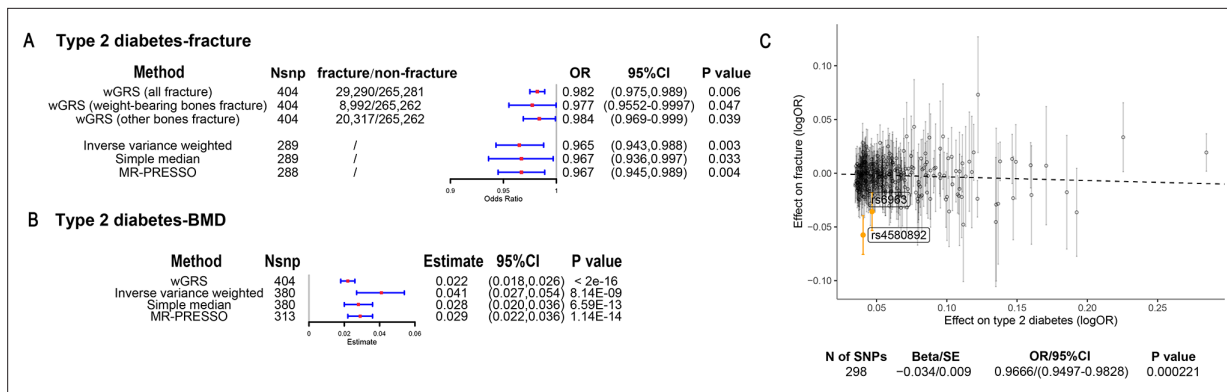 A Type 2 diabetes-fracture
Method Nsnp fracture/non-fracture OR 95%CI P value
wGRS (all fracture) 404 29,290/265,281 0.982 (0.975,0.989) 0.006
wGRS (weight-bearing bones fracture) 404 8,992/265,262 0.977 (0.9552-0.9997) 0.047
wGRS (other bones fracture) 404 20,317/265,262 0.984 (0.969-0.999) 0.039
Inverse variance weighted 289 / 0.965 (0.943,0.988) 0.003
Simple median 289 / 0.967 (0.936,0.997) 0.033
MR-PRESSO 288 / 0.967 (0.945,0.989) 0.004
0.9 0.95 1
Odds Ratio
B Type 2 diabetes-BMD
Method Nsnp Estimate 95%CI P value
wGRS 404 0.022 (0.018,0.026) < 2e-16
Inverse variance weighted 380 0.041 (0.027,0.054) 8.14E-09
Simple median 380 0.028 (0.020,0.036) 6.59E-13
MR-PRESSO 313 0.029 (0.022,0.036) 1.14E-14
0 0.02 0.04 0.06
Estimate
C
Effect on fracture (logOR)
0.10
0.05
0.00
−0.05
−0.10
rs6963
rs4580892
0.05 0.10 0.15 0.20 0.25
Effect on type 2 diabetes (logOR)
N of SNPs Beta/SE OR/95%CI P value
298 −0.034/0.009 0.9666/(0.9497-0.9828) 0.000221